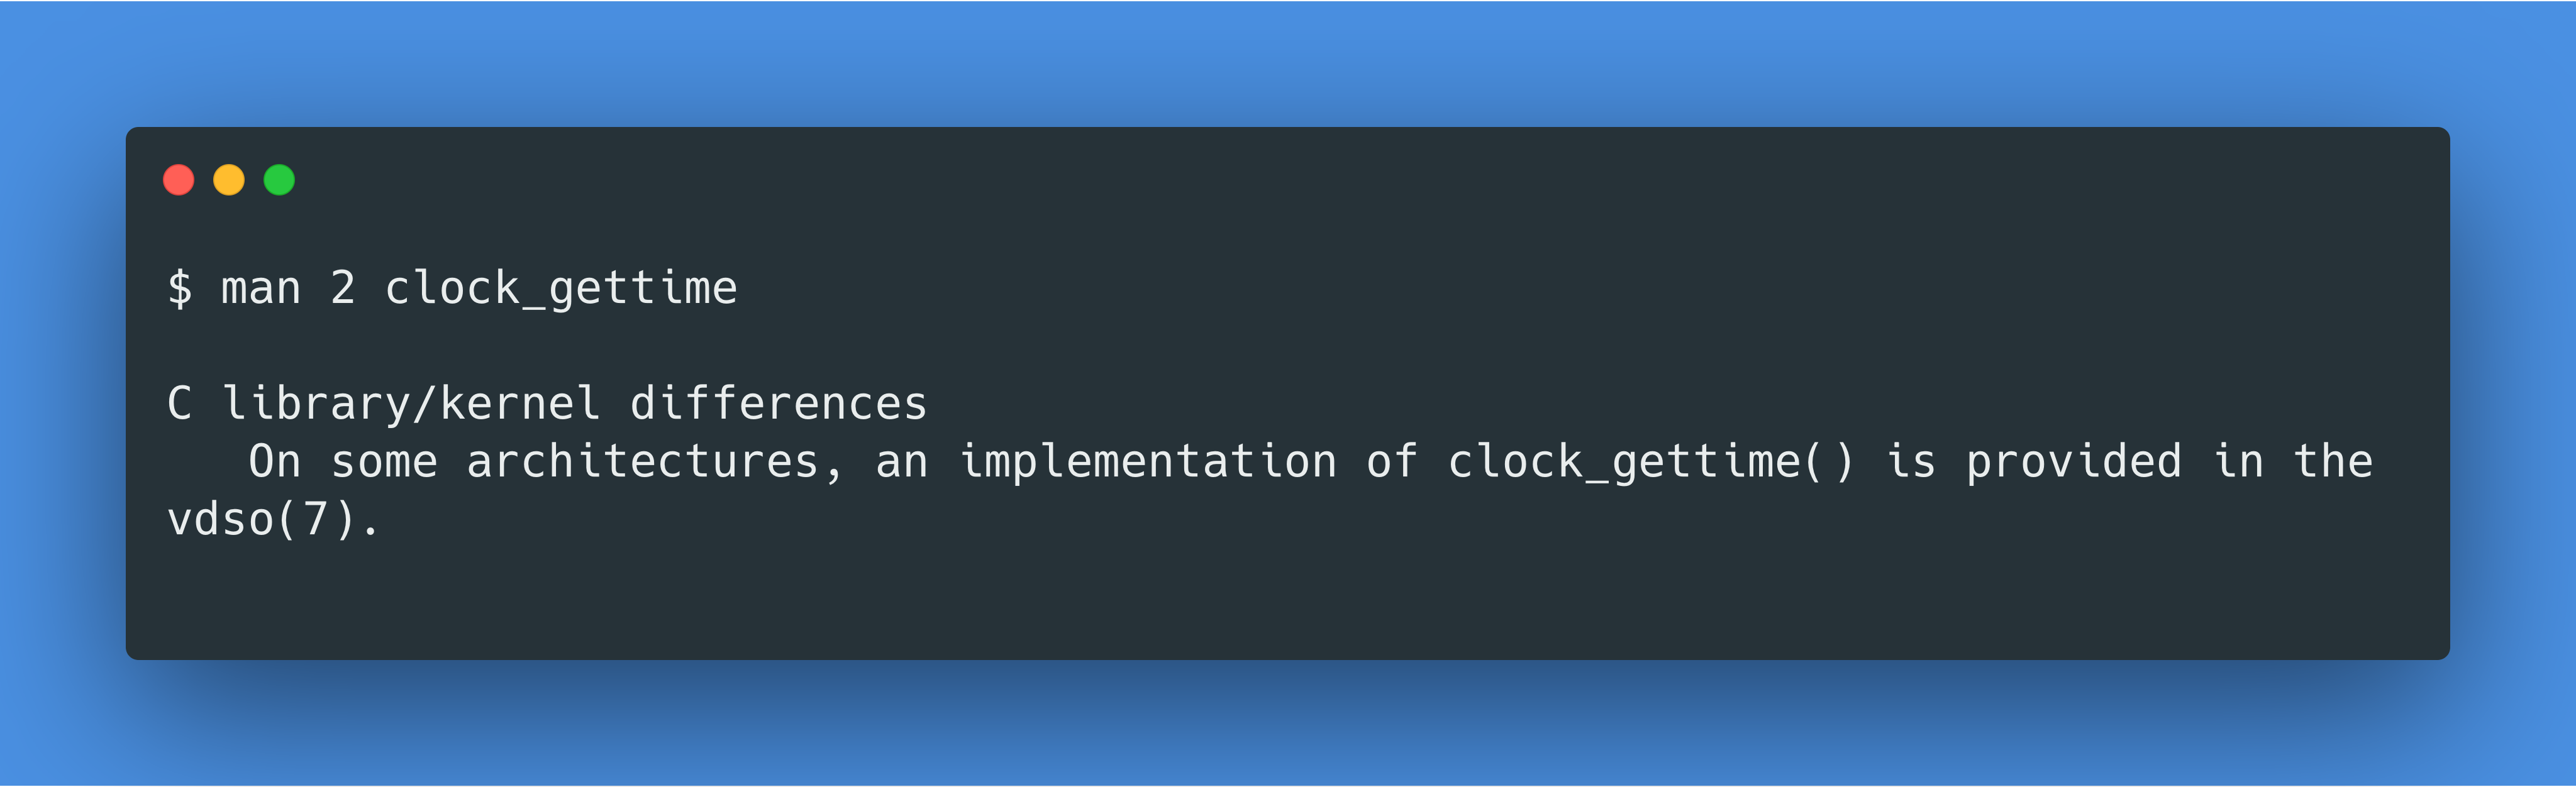 $ man 2 clock_gettime
C library/kernel differences
On some architectures, an implementation of clock_gettime() is provided in the
vdso(7).